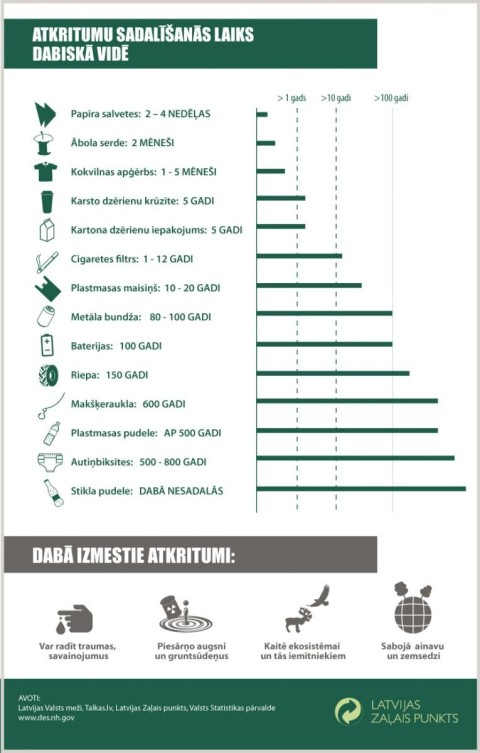 ATKRITUMU SADALĪŠANĀS LAIKS
DABISKĀ VIDĒ
> 1 gads > 10 gadi > 100 gadi
Papīra salvetes: 2 – 4 NEDĒĻAS
Ābola serde: 2 MĒNEŠI
Kokvilnas apģērbs: 1 - 5 MĒNEŠI
Karsto dzērienu krūzīte: 5 GADI
Kartona dzērienu iepakojums: 5 GADI
Cigaretes filtrs: 1 - 12 GADI
Plastmasas maisiņš: 10 - 20 GADI
Metāla bundža: 80 - 100 GADI
Baterijas: 100 GADI
Riepa: 150 GADI
Makšķeraukla: 600 GADI
Plastmasas pudele: AP 500 GADI
Autiņbiksītes: 500 - 800 GADI
Stikla pudele: DABĀ NESADALĀS
DABĀ IZMESTIE ATKRITUMI:
Var radīt traumas,
savainojumus
Piesārņo augsni
un gruntsūdeņus
Kaitē ekosistēmai
un tās iemītniekiem
Sabojā ainavu
un zemsedzi
AVOTI:
Latvijas Valsts meži, Talkas.lv, Latvijas Zaļais punkts, Valsts Statistikas pārvalde
www.des.nh.gov
LATVIJAS
ZAĻAIS PUNKTS